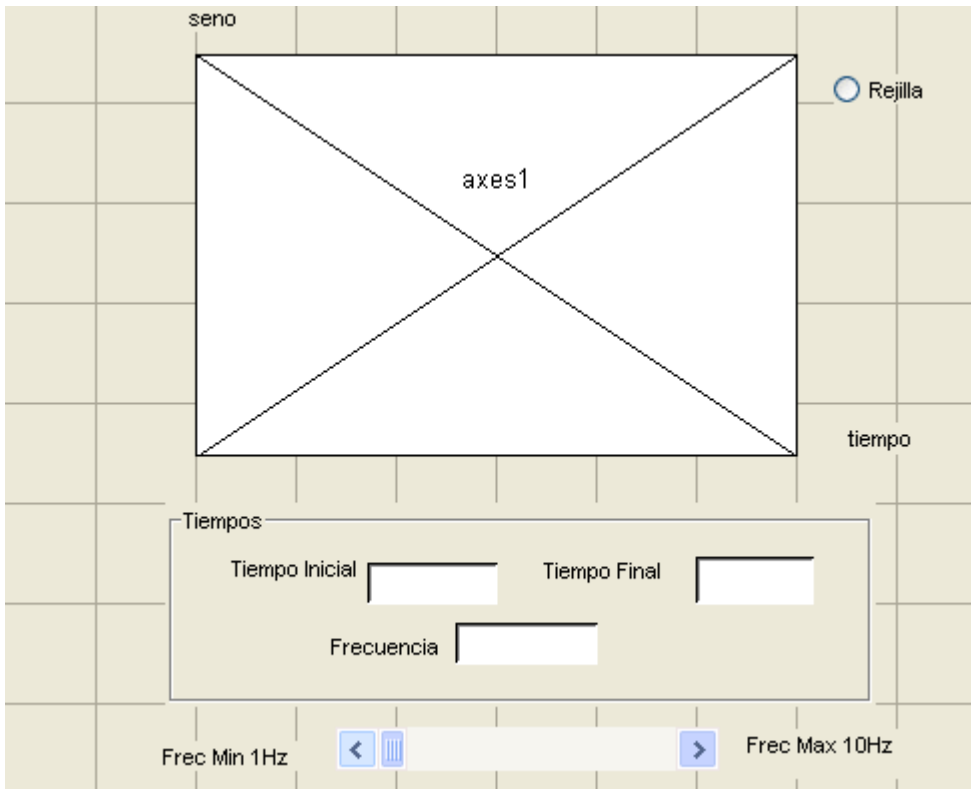 seno
Rejilla
axes1
tiempo
Tiempos
Tiempo Inicial
Tiempo Final
Frecuencia
Frec Min 1Hz
Frec Max 10Hz